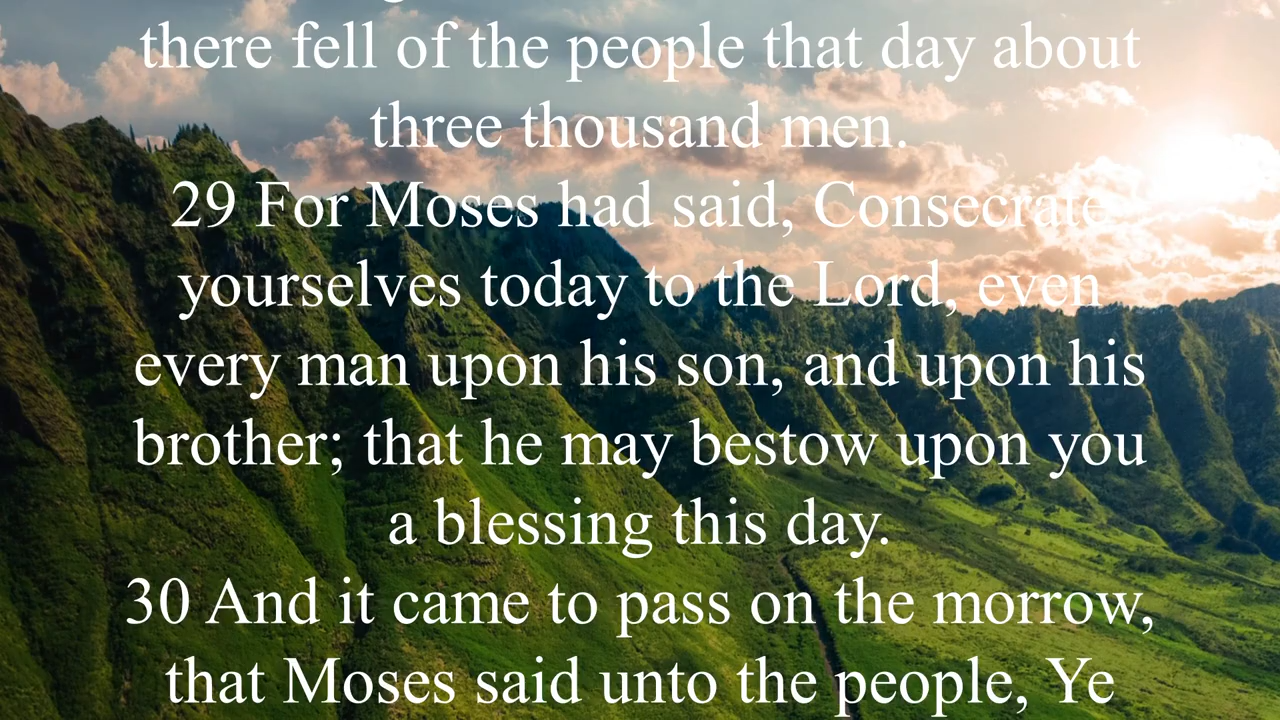 there fell of the people that day about
three thousand men.
29 For Moses had said, Consecrate
yourselves today to the Lord, even
every man upon his son, and upon his
brother; that he may bestow upon you
a blessing this day.
30 And it came to pass on the morrow,
that Moses said unto the people, Ye